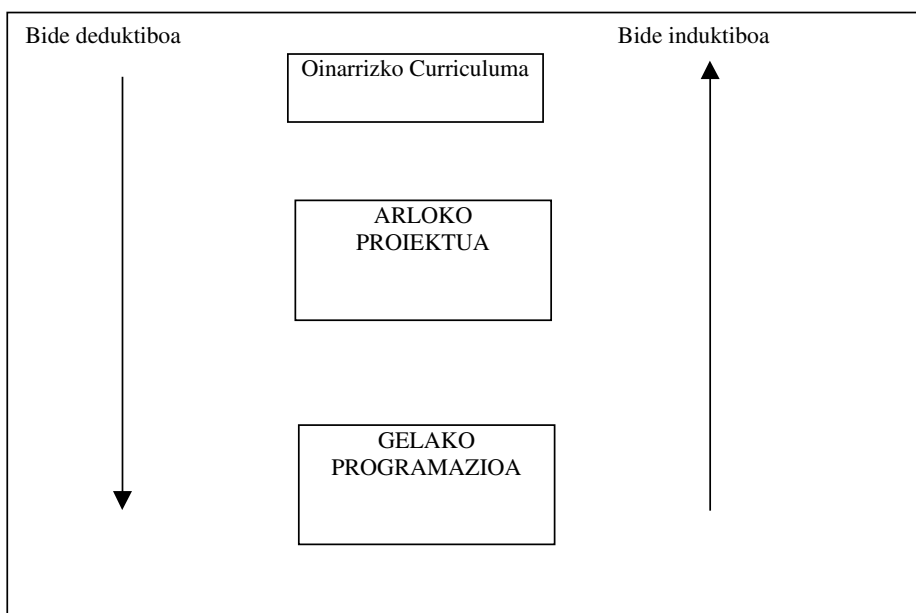 Bide deduktiboa
Bide induktiboa
Oinarrizko Curriculuma
ARLOKO
PROIEKTUA
GELAKO
PROGRAMAZIOA